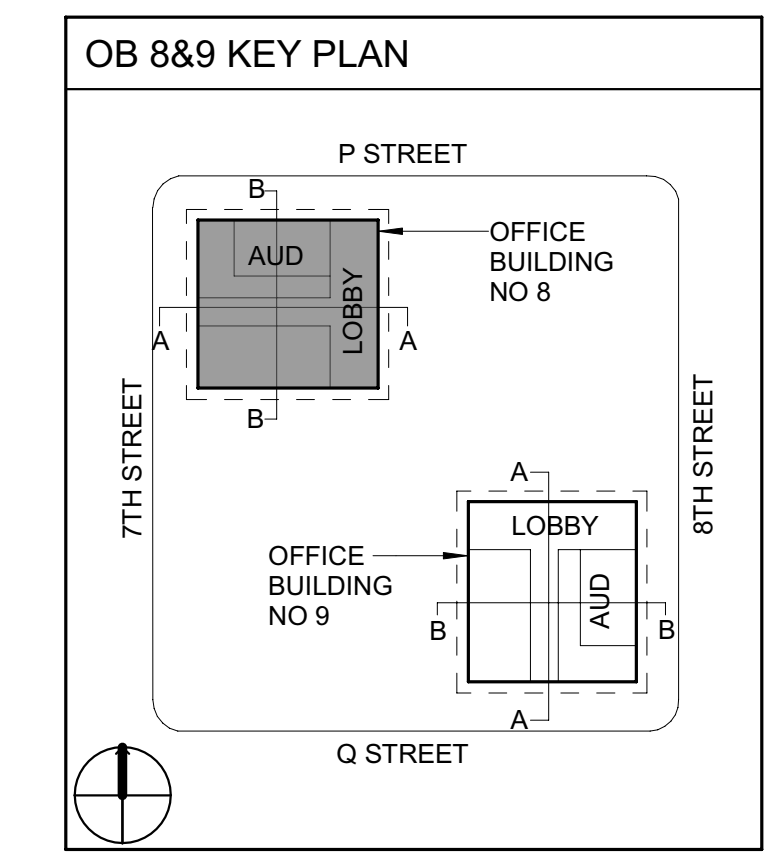 OB 8&9 KEY PLAN
P STREET
B
AUD
LOBBY
OFFICE
BUILDING
NO 8
A
A
B
7TH STREET
8TH STREET
A
LOBBY
OFFICE
BUILDING
NO 9
AUD
B
B
A
Q STREET